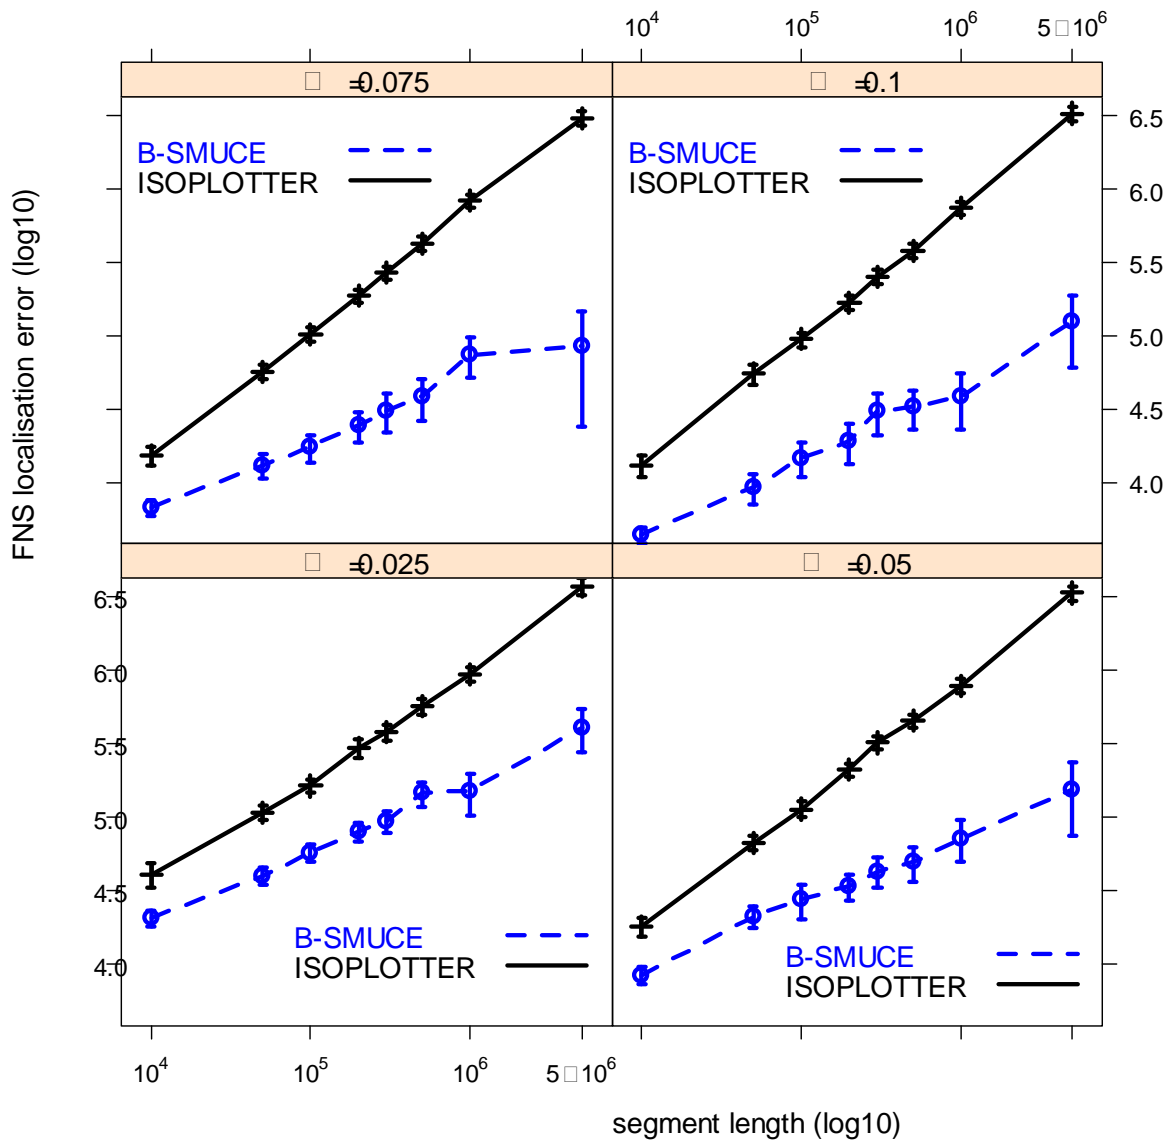 10⁴ 10⁵ 10⁶ 5 □ 10⁶
□ =0.075 □ =0.1
B-SMUCE
ISOPLOTTER
B-SMUCE
ISOPLOTTER
6.5
6.0
5.5
5.0
4.5
4.0
FNS localisation error (log10)
□ =0.025 □ =0.05
6.5
6.0
5.5
5.0
4.5
4.0
B-SMUCE
ISOPLOTTER
B-SMUCE
ISOPLOTTER
10⁴ 10⁵ 10⁶ 5 □ 10⁶
segment length (log10)